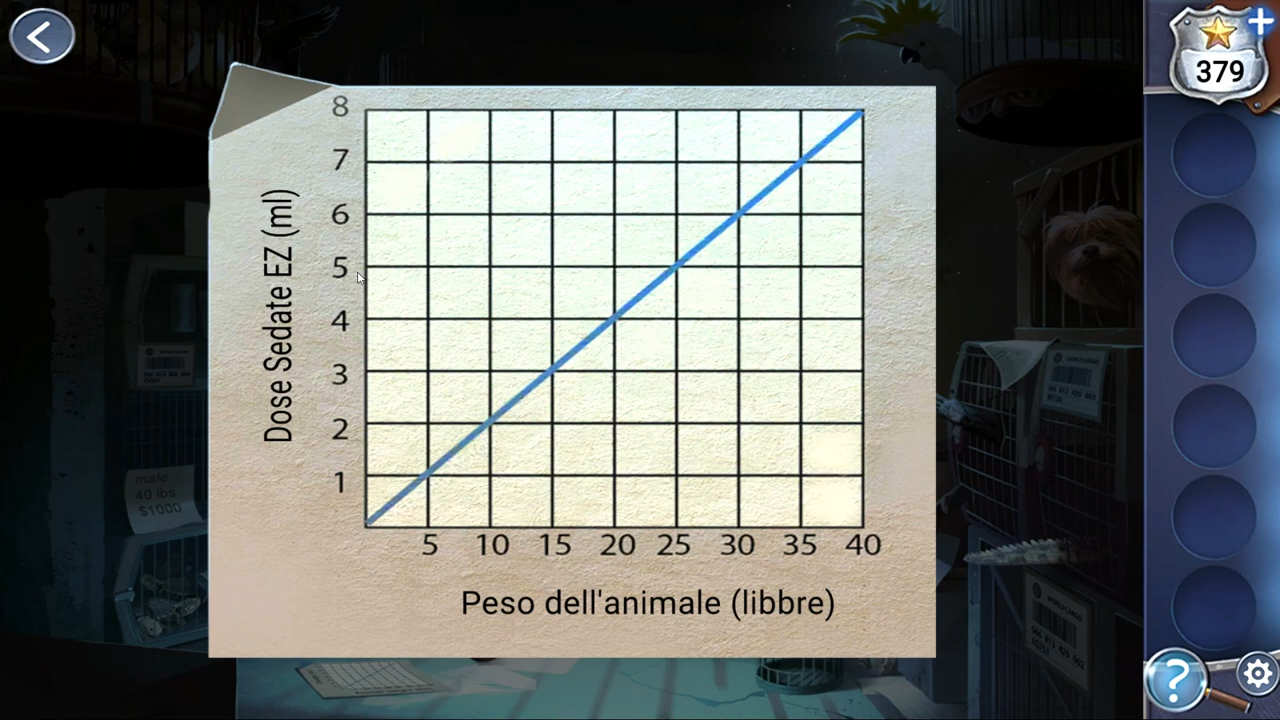 379
8
7
6
5
4
3
2
1
Dose Sedate EZ (ml)
5 10 15 20 25 30 35 40
Peso dell'animale (libbre)
male
40 lbs
$1000
?